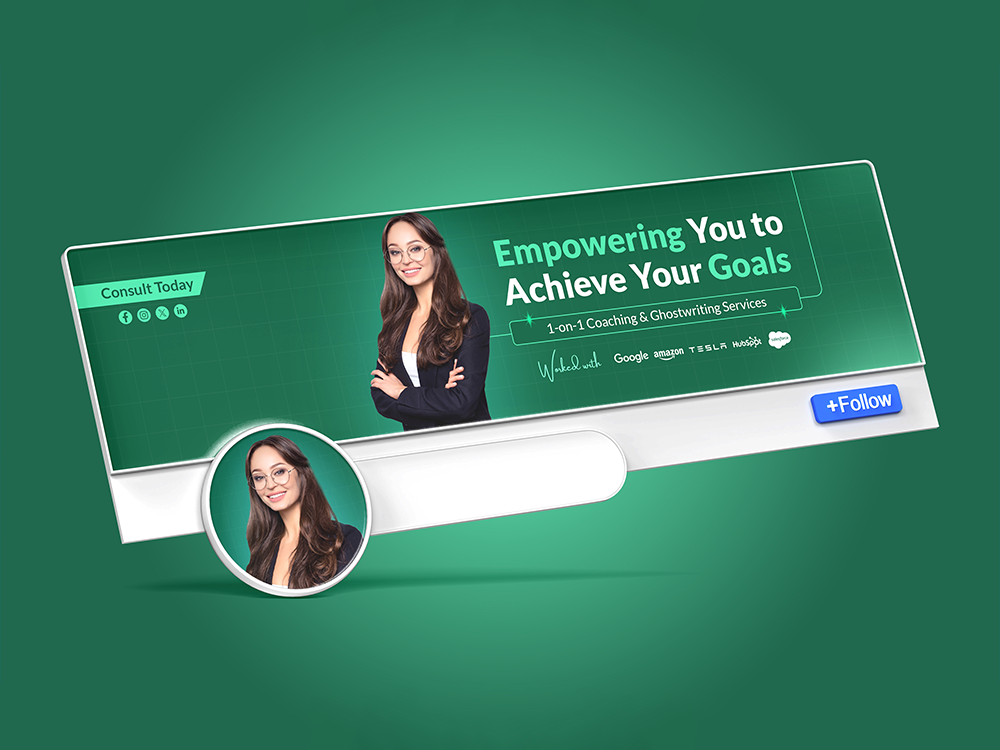 Consult Today
Empowering You to
Achieve Your Goals
1-on-1 Coaching & Ghostwriting Services
Worked with
Google amazon TESLA HubSpot salesforce
+Follow